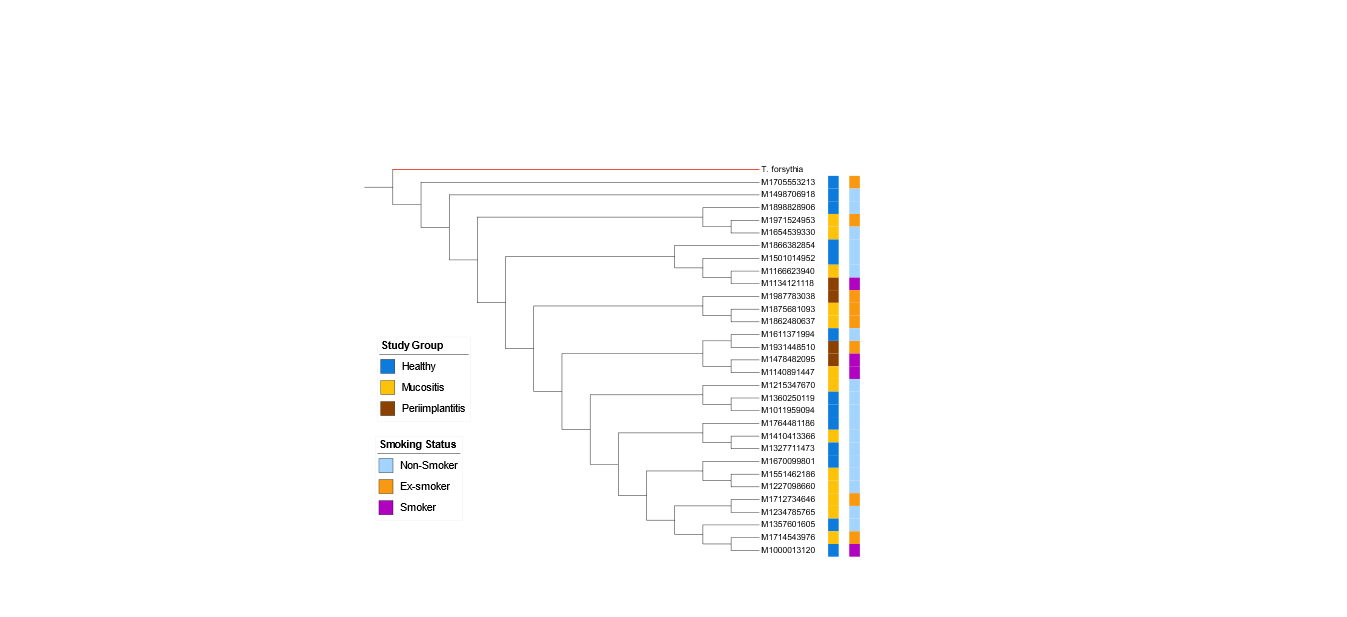 T. forsythia
M1705553213
M1498706918
M1898828906
M1971524953
M1654539330
M1866382854
M1501014952
M1166623940
M1134121118
M1987783038
M1875681093
M1862480637
M1611371994
M1931448510
M1478482095
M1140891447
M1215347670
M1360250119
M1011959094
M1764481186
M1410413366
M1327711473
M1670099801
M1551462186
M1227098660
M1712734646
M1234785765
M1357601605
M1714543976
M1000013120
Study Group
Healthy
Mucositis
Periimplantitis
Smoking Status
Non-Smoker
Ex-smoker
Smoker